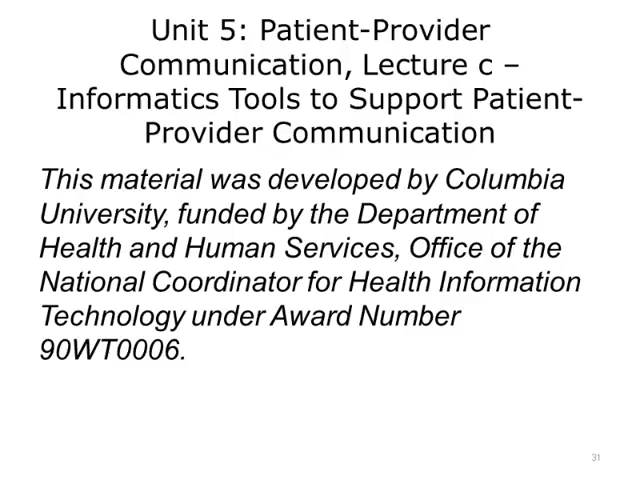 Unit 5: Patient-Provider
Communication, Lecture c –
Informatics Tools to Support Patient-
Provider Communication
This material was developed by Columbia
University, funded by the Department of
Health and Human Services, Office of the
National Coordinator for Health Information
Technology under Award Number
90WT0006.
31